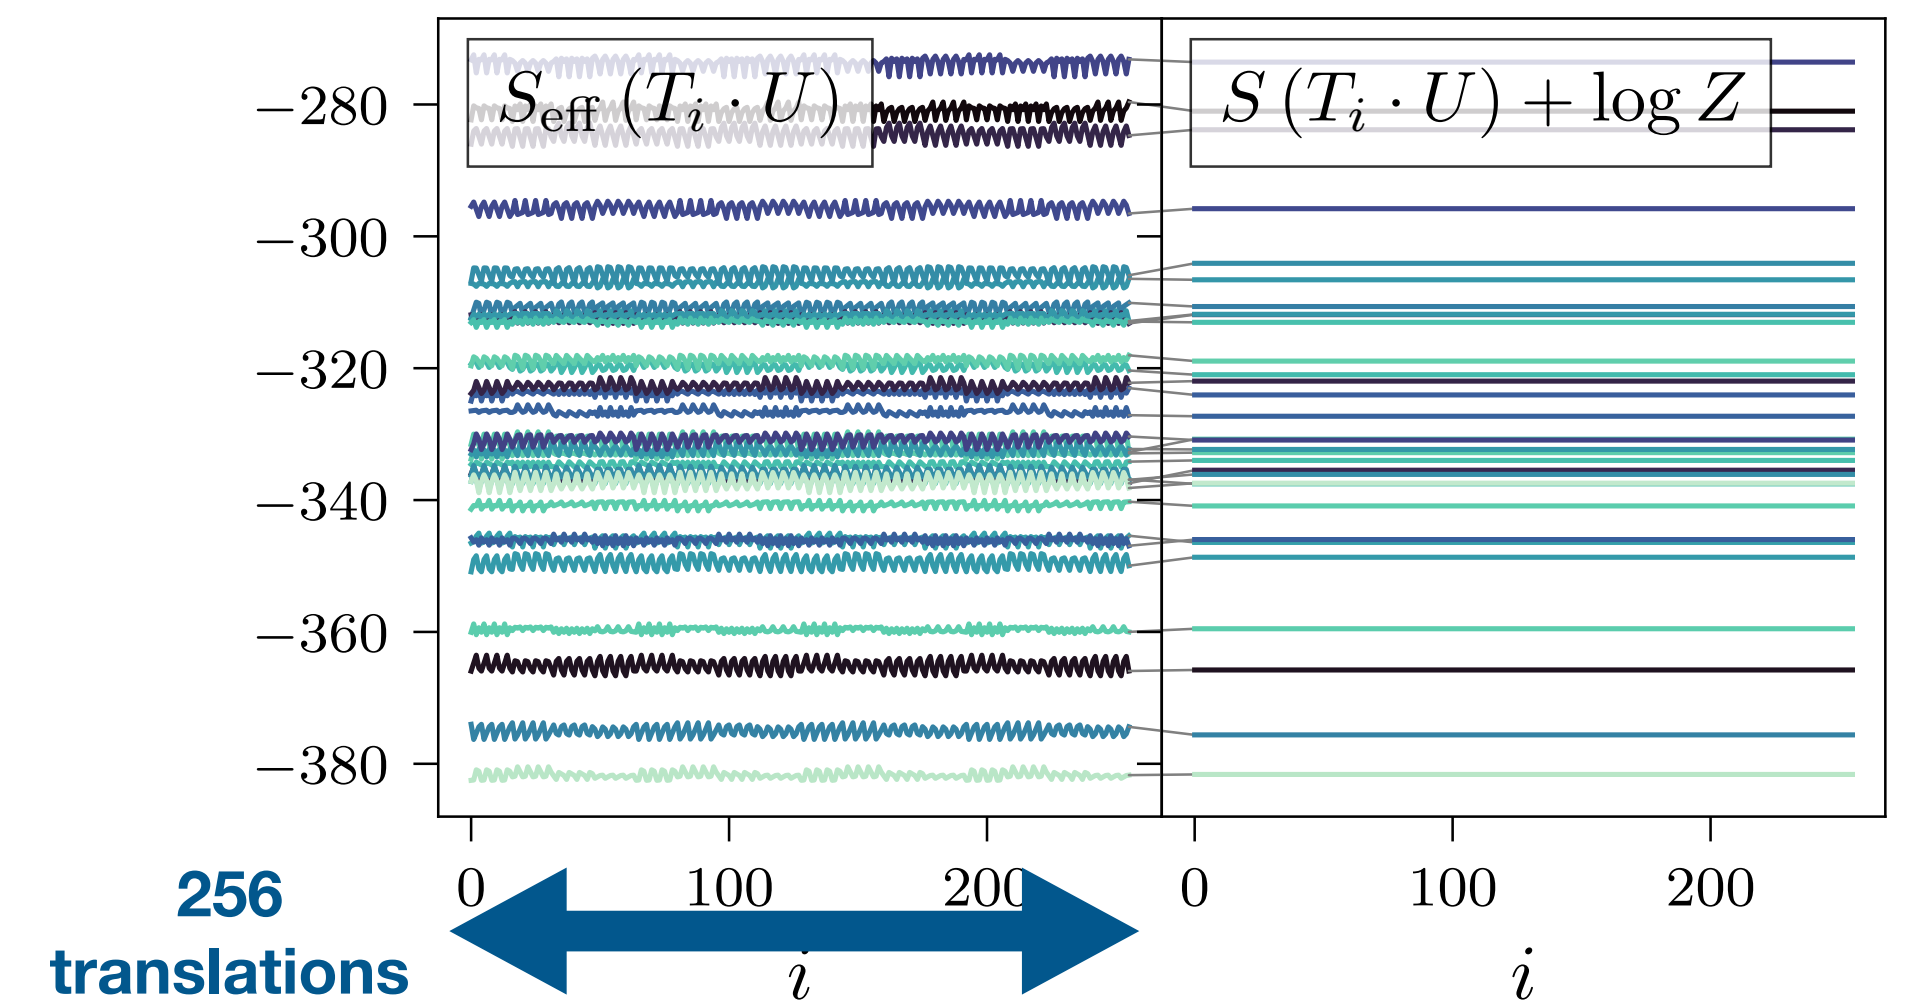 S_eff (T_i · U)
S (T_i · U) + log Z
−280
−300
−320
−340
−360
−380
0 100 200 0 100 200
i i
256
translations